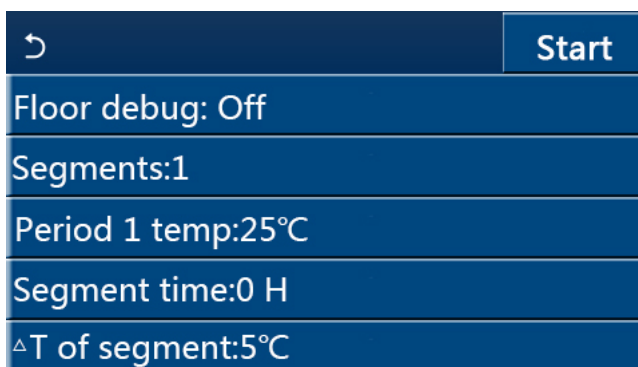 Start
Floor debug: Off
Segments:1
Period 1 temp:25℃
Segment time:0 H
△T of segment:5℃